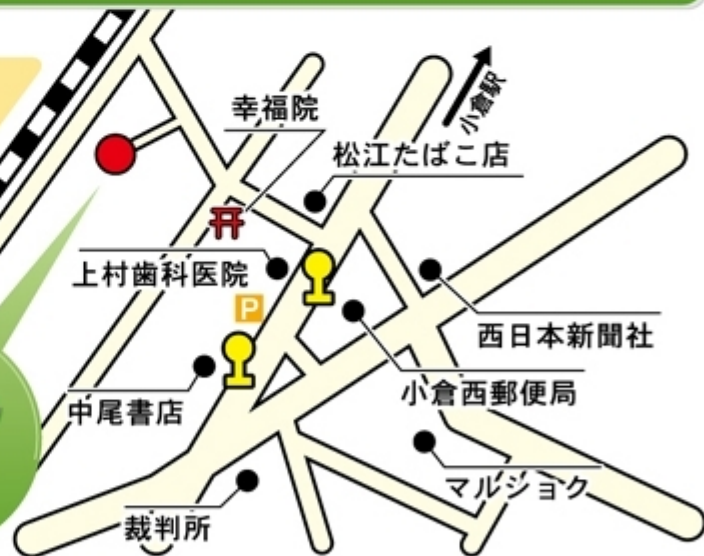 小倉駅
幸福院
松江たばこ店
上村歯科医院
P
西日本新聞社
小倉西郵便局
中尾書店
マルショク
裁判所